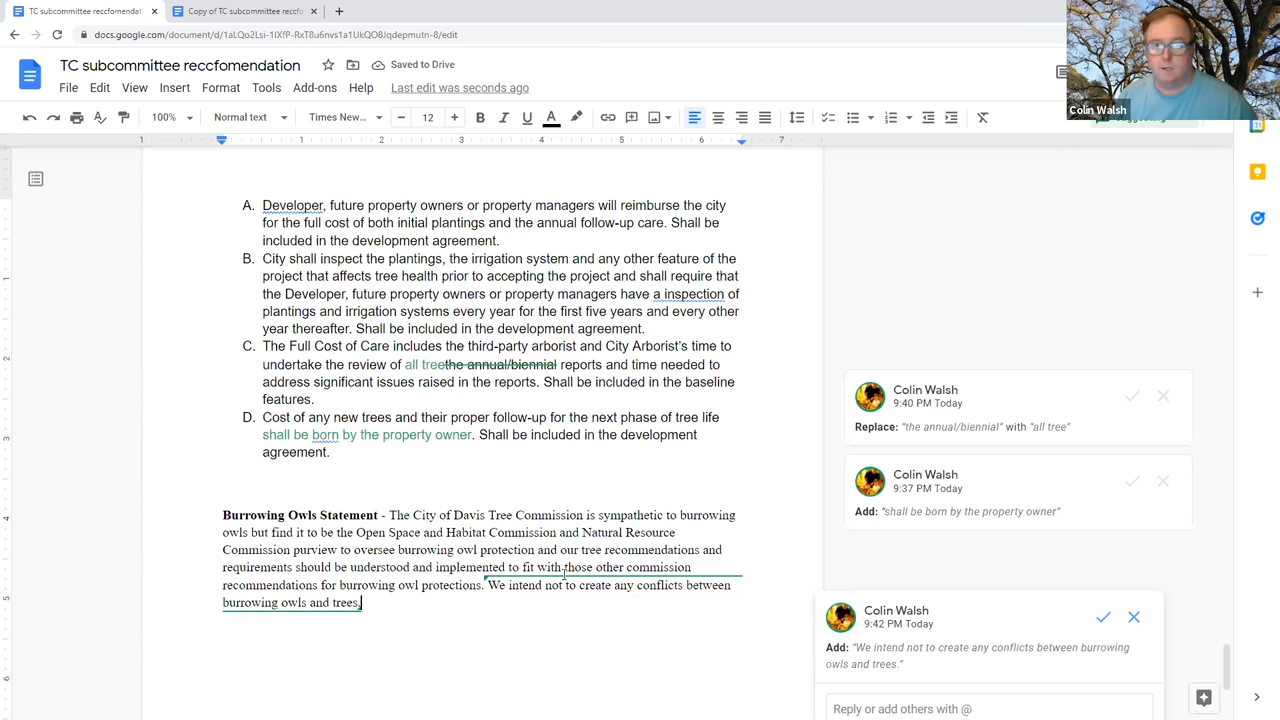 TC subcommittee reccfomendat
Copy of TC subcommittee reccfo
docs.google.com/document/d/1aLQo2Lsi-1IXfP-RxT8u6nvs1a1UkQO8Jqdepmutn-8/edit
TC subcommittee reccfomendation
Saved to Drive
File Edit View Insert Format Tools Add-ons Help Last edit was seconds ago
100% Normal text Times New... 12
Colin Walsh
1 1 2 3 4 5 6 7
A. Developer, future property owners or property managers will reimburse the city
for the full cost of both initial plantings and the annual follow-up care. Shall be
included in the development agreement.
B. City shall inspect the plantings, the irrigation system and any other feature of the
project that affects tree health prior to accepting the project and shall require that
the Developer, future property owners or property managers have a inspection of
plantings and irrigation systems every year for the first five years and every other
year thereafter. Shall be included in the development agreement.
C. The Full Cost of Care includes the third-party arborist and City Arborist's time to
undertake the review of all treethe annual/biennial reports and time needed to
address significant issues raised in the reports. Shall be included in the baseline
features.
D. Cost of any new trees and their proper follow-up for the next phase of tree life
shall be born by the property owner. Shall be included in the development
agreement.
Burrowing Owls Statement - The City of Davis Tree Commission is sympathetic to burrowing
owls but find it to be the Open Space and Habitat Commission and Natural Resource
Commission purview to oversee burrowing owl protection and our tree recommendations and
requirements should be understood and implemented to fit with those other commission
recommendations for burrowing owl protections. We intend not to create any conflicts between
burrowing owls and trees.
Colin Walsh
9:40 PM Today
Replace: "the annual/biennial" with "all tree"
Colin Walsh
9:37 PM Today
Add: "shall be born by the property owner"
Colin Walsh
9:42 PM Today
Add: "We intend not to create any conflicts between burrowing
owls and trees."
Reply or add others with @